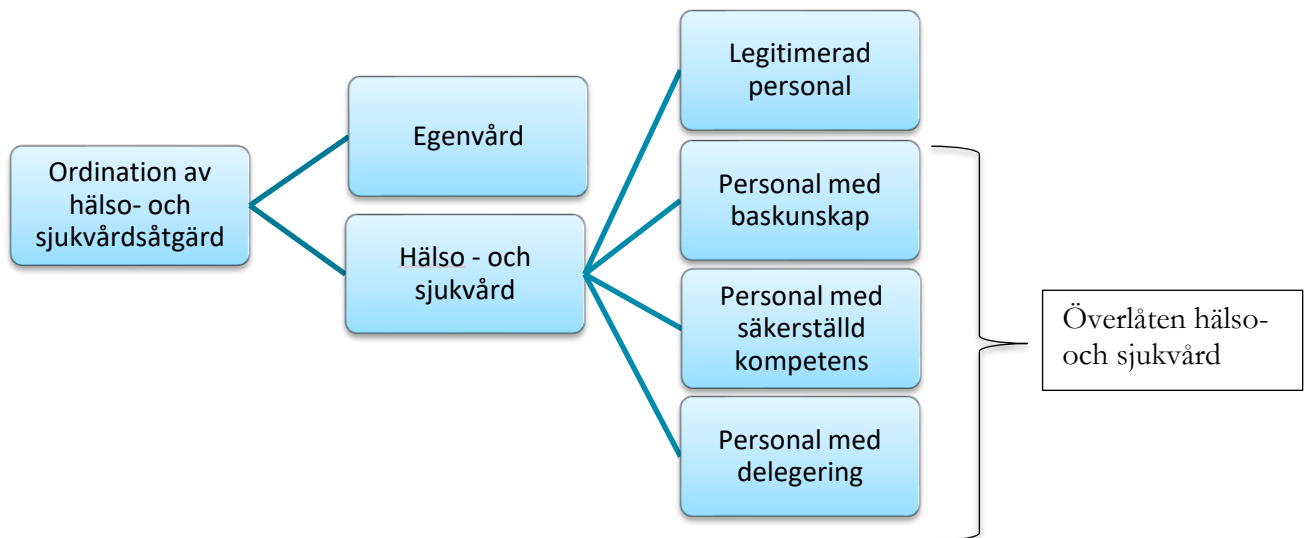 Ordination av
hälso- och
sjukvårdsåtgärd
Egenvård
Hälso - och
sjukvård
Legitimerad
personal
Personal med
baskunskap
Personal med
säkerställd
kompetens
Personal med
delegering
Överlåten hälso-
och sjukvård